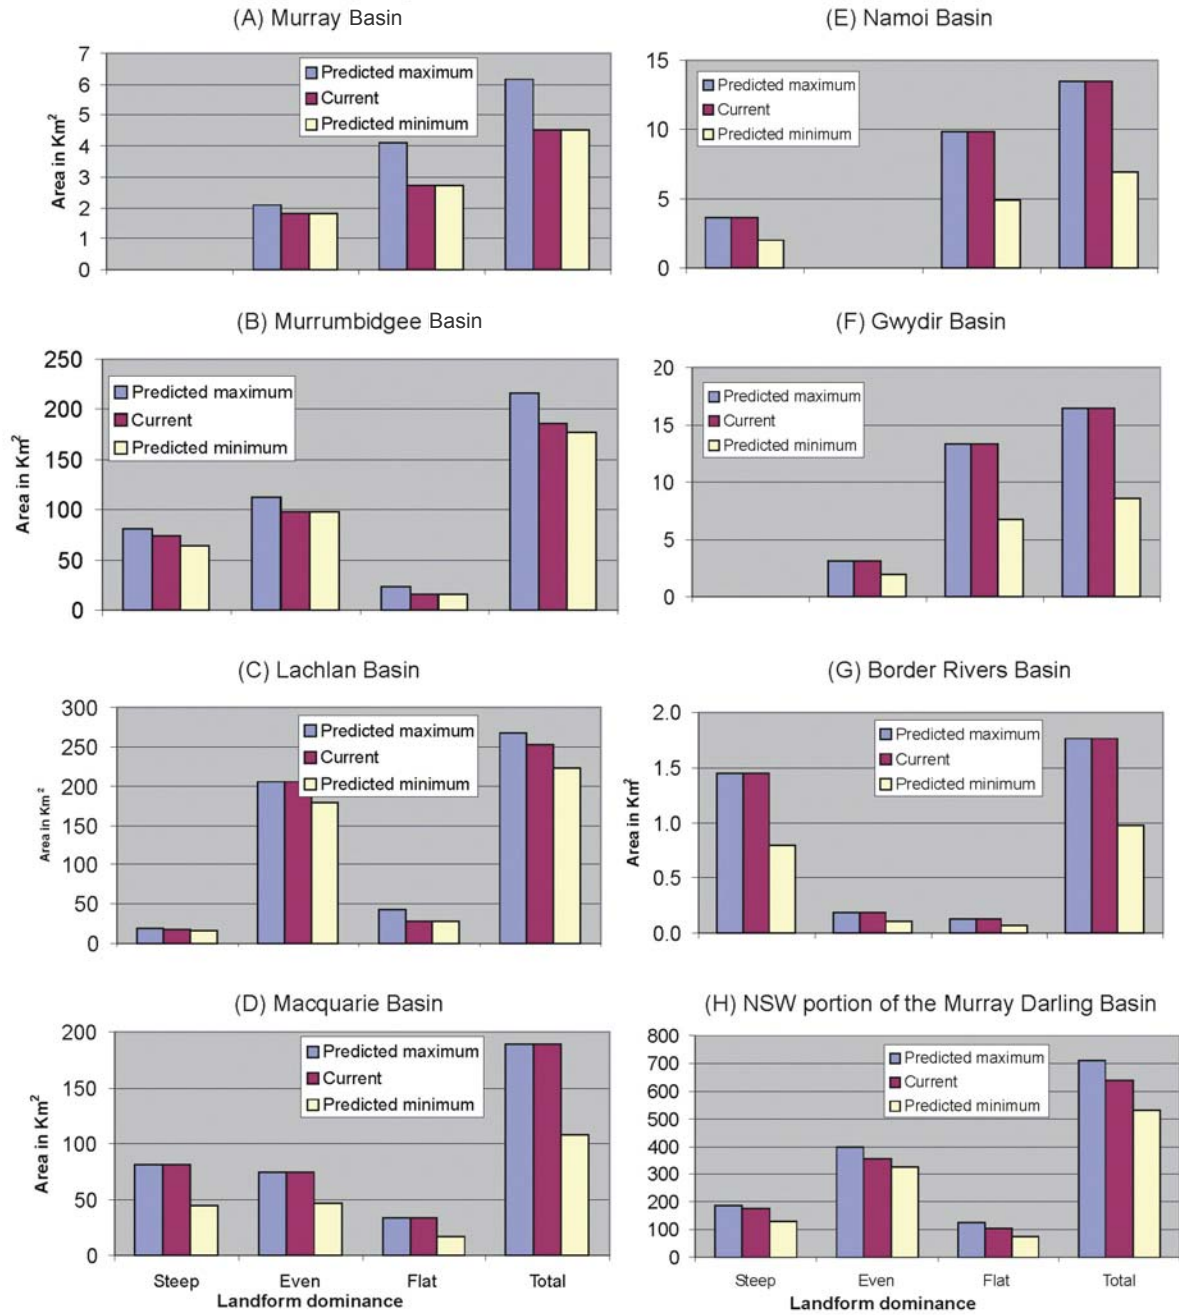 (A) Murray Basin
7
6
5
4
3
2
1
0
Area in Km²
Predicted maximum
Current
Predicted minimum
(B) Murrumbidgee Basin
250
200
150
100
50
0
Area in Km²
Predicted maximum
Current
Predicted minimum
(C) Lachlan Basin
300
250
200
150
100
50
0
Area in Km²
Predicted maximum
Current
Predicted minimum
(D) Macquarie Basin
200
150
100
50
0
Area in Km²
Predicted maximum
Current
Predicted minimum
Steep Even Flat Total
Landform dominance
(E) Namoi Basin
15
10
5
0
Predicted maximum
Current
Predicted minimum
(F) Gwydir Basin
20
15
10
5
0
Predicted maximum
Current
Predicted minimum
(G) Border Rivers Basin
2.0
1.5
1.0
0.5
0.0
Area in Km²
Predicted maximum
Current
Predicted minimum
(H) NSW portion of the Murray Darling Basin
800
700
600
500
400
300
200
100
0
Predicted maximum
Current
Predicted minimum
Steep Even Flat Total
Landform dominance